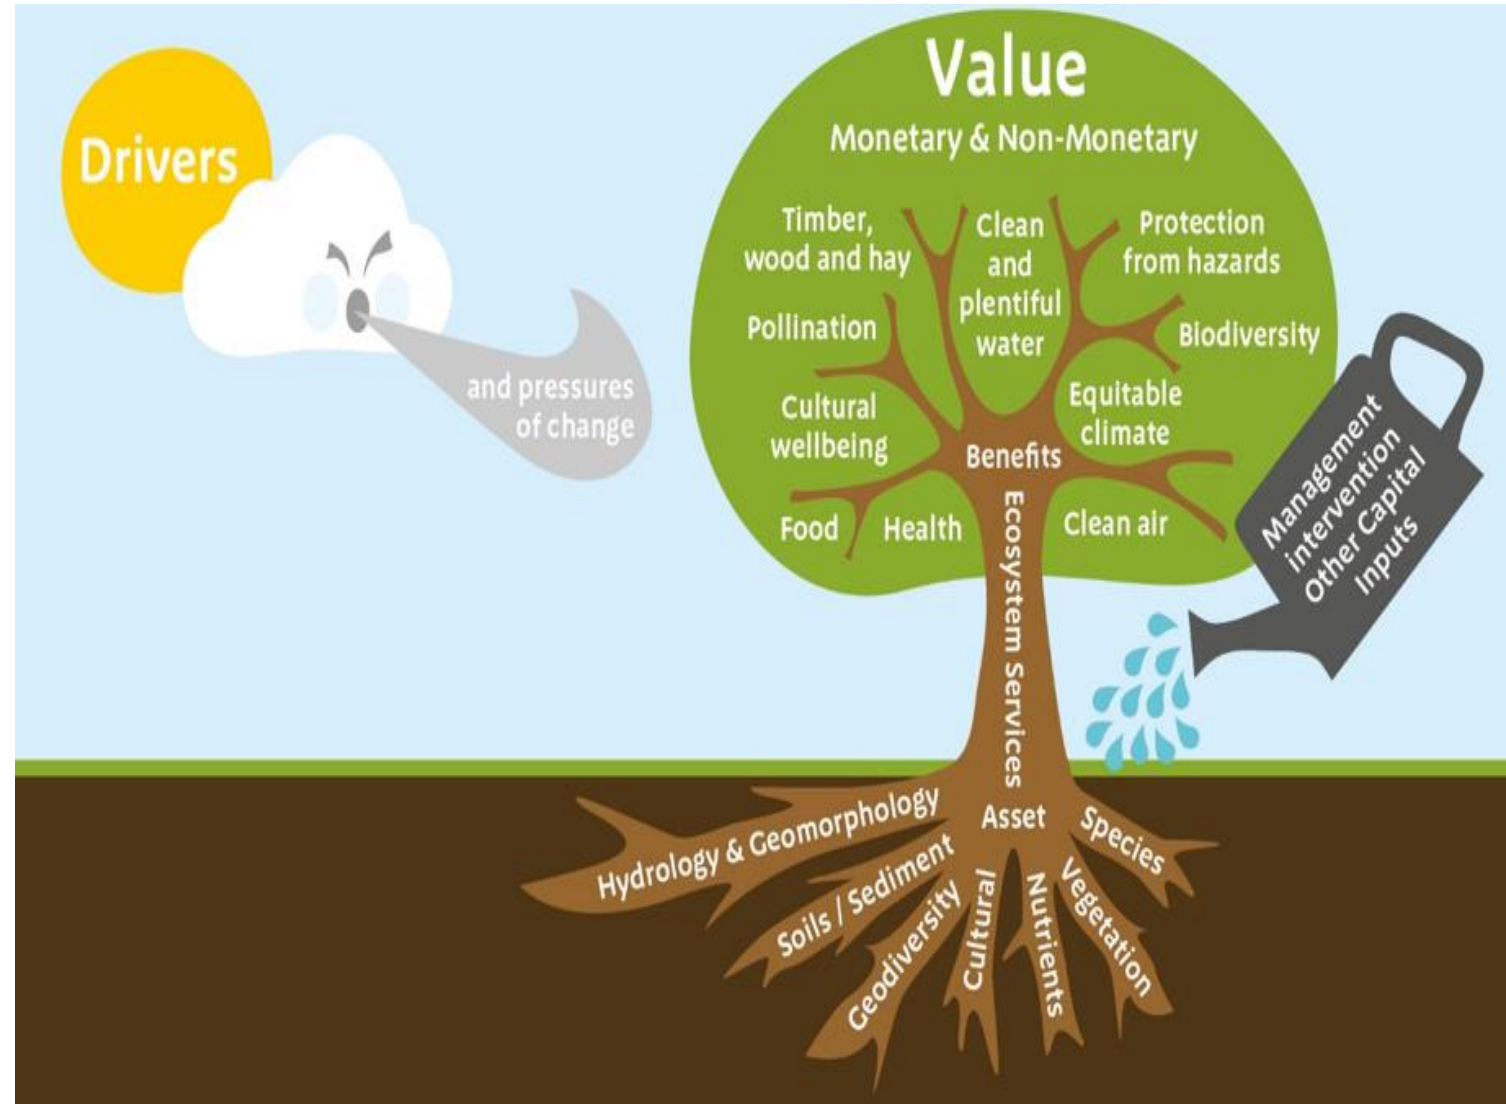 Drivers
and pressures
of change
Value
Monetary & Non-Monetary
Timber,
wood and hay
Clean
and
plentiful
water
Protection
from hazards
Pollination
Biodiversity
Cultural
wellbeing
Equitable
climate
Benefits
Food
Health
Clean air
Ecosystem Services
Management
intervention
Other Capital
Inputs
Asset
Hydrology & Geomorphology
Soils / Sediment
Geodiversity
Cultural
Nutrients
Vegetation
Species